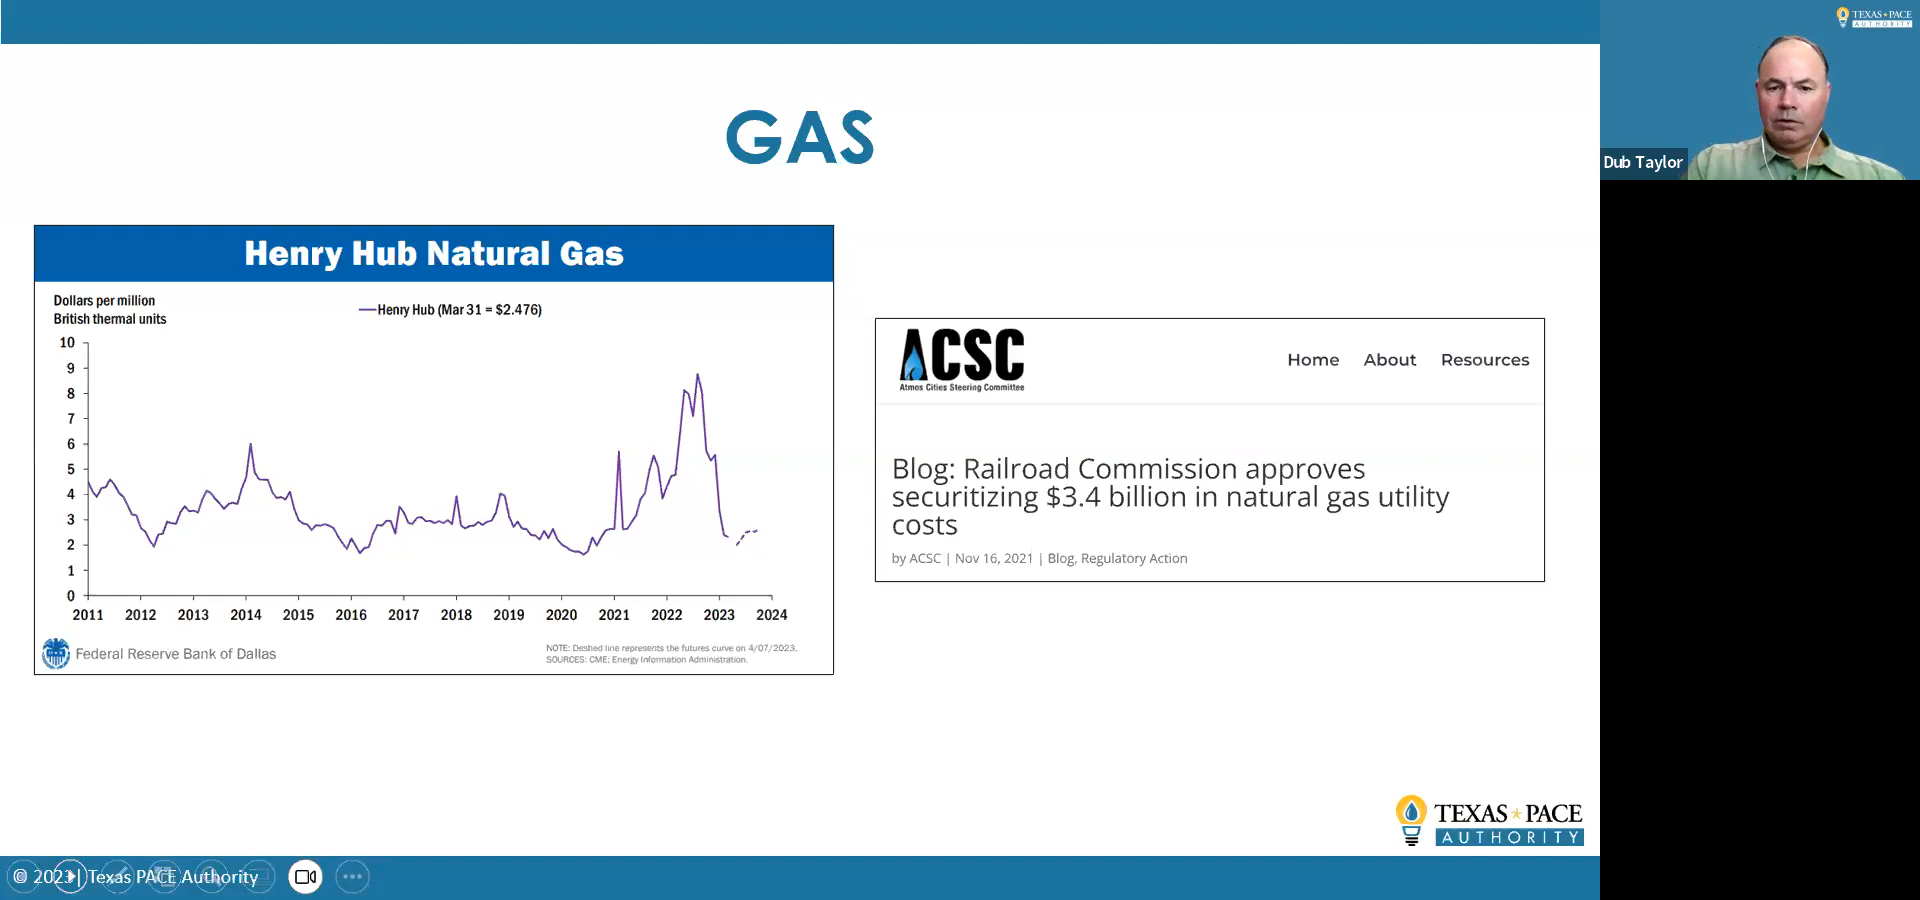 GAS
Henry Hub Natural Gas
Dollars per million
British thermal units
Henry Hub (Mar 31 = $2.476)
10
9
8
7
6
5
4
3
2
1
0
2011 2012 2013 2014 2015 2016 2017 2018 2019 2020 2021 2022 2023 2024
Federal Reserve Bank of Dallas
NOTE: Dashed line represents the futures curve on 4/07/2023.
SOURCES: CME; Energy Information Administration.
ACSC
Atmos Cities Steering Committee
Home About Resources
Blog: Railroad Commission approves
securitizing $3.4 billion in natural gas utility
costs
by ACSC | Nov 16, 2021 | Blog, Regulatory Action
TEXAS PACE
AUTHORITY
© 2023 | Texas PACE Authority
TEXAS PACE
AUTHORITY
Dub Taylor